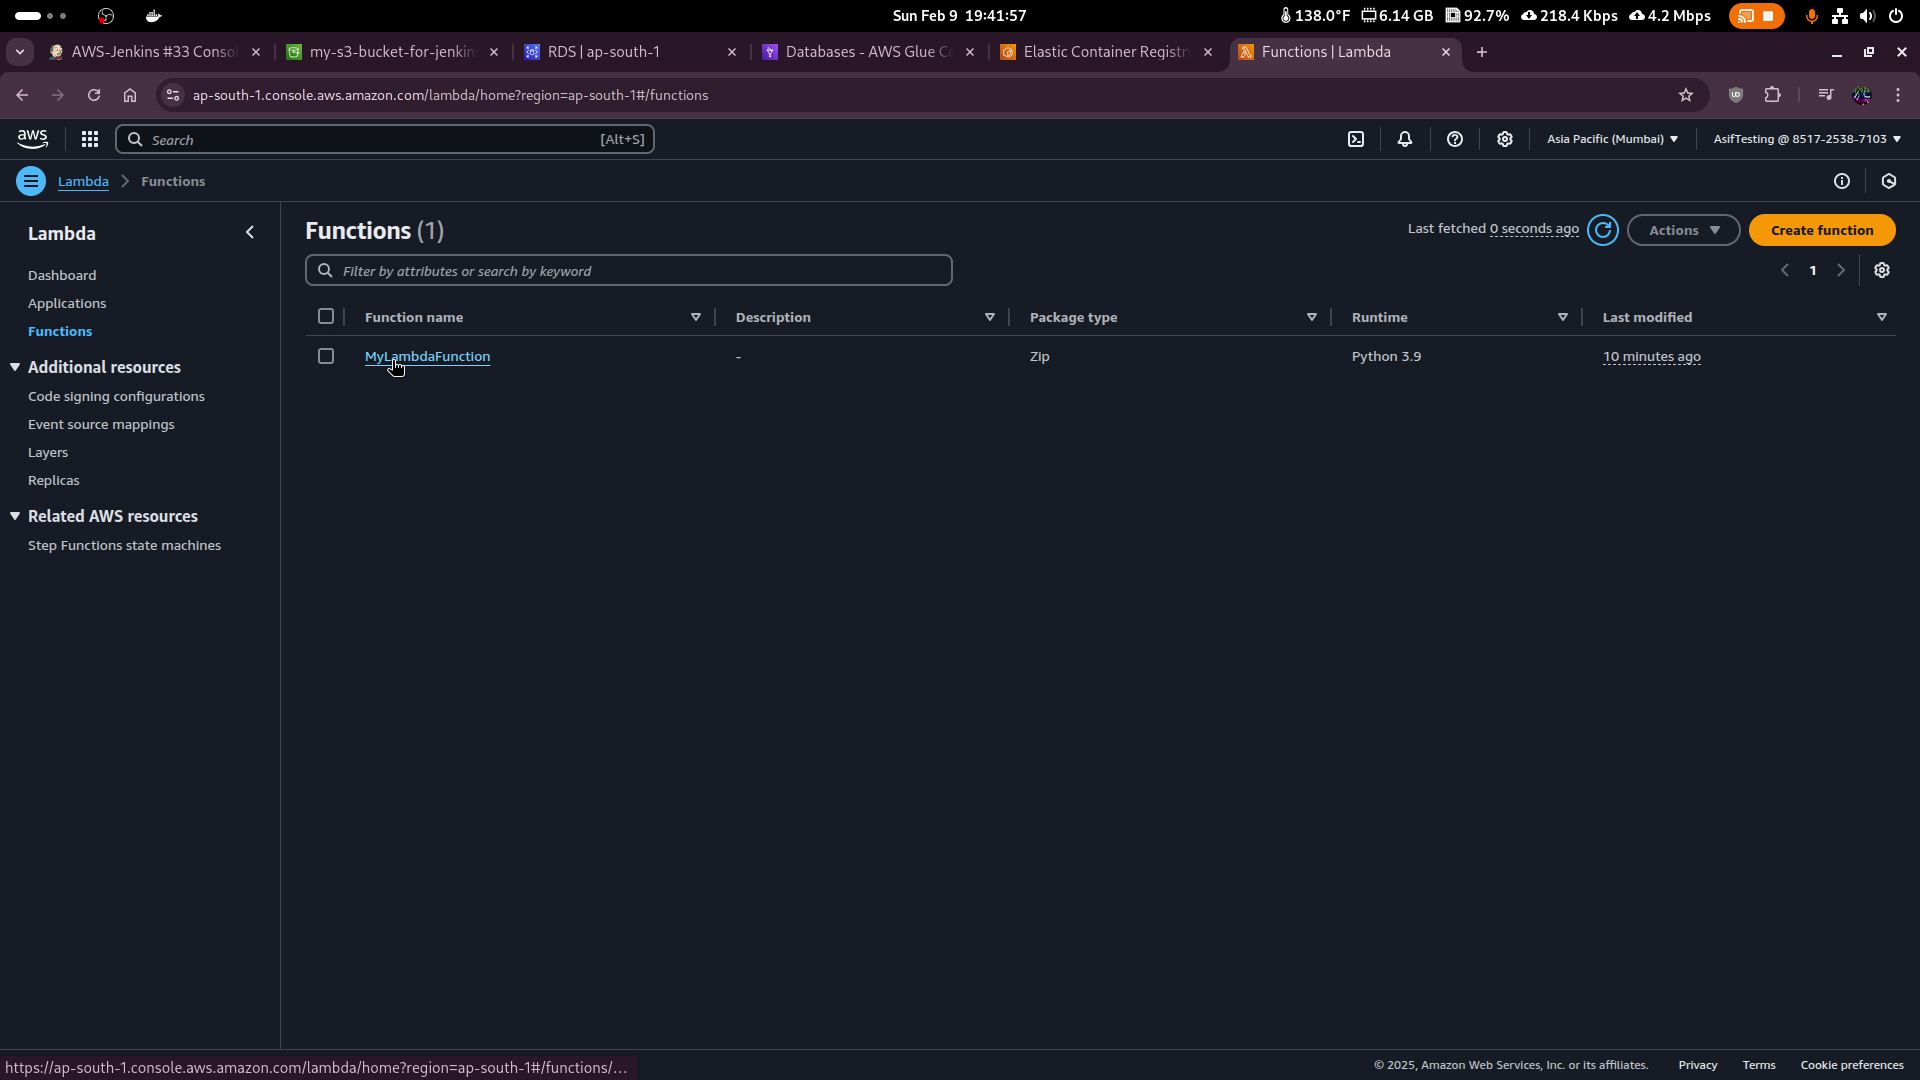 Sun Feb 9 19:41:57
138.0°F 6.14 GB 92.7% 218.4 Kbps 4.2 Mbps
AWS-Jenkins #33 Conso
my-s3-bucket-for-jenkin
RDS | ap-south-1
Databases - AWS Glue C
Elastic Container Registr
Functions | Lambda
ap-south-1.console.aws.amazon.com/lambda/home?region=ap-south-1#/functions
aws
Search [Alt+S]
Asia Pacific (Mumbai)
AsifTesting @ 8517-2538-7103
Lambda > Functions
Lambda
Dashboard
Applications
Functions
Additional resources
Code signing configurations
Event source mappings
Layers
Replicas
Related AWS resources
Step Functions state machines
Functions (1)
Last fetched 0 seconds ago
Actions
Create function
Filter by attributes or search by keyword
1
Function name Description Package type Runtime Last modified
MyLambdaFunction - Zip Python 3.9 10 minutes ago
https://ap-south-1.console.aws.amazon.com/lambda/home?region=ap-south-1#/functions/...
© 2025, Amazon Web Services, Inc. or its affiliates. Privacy Terms Cookie preferences